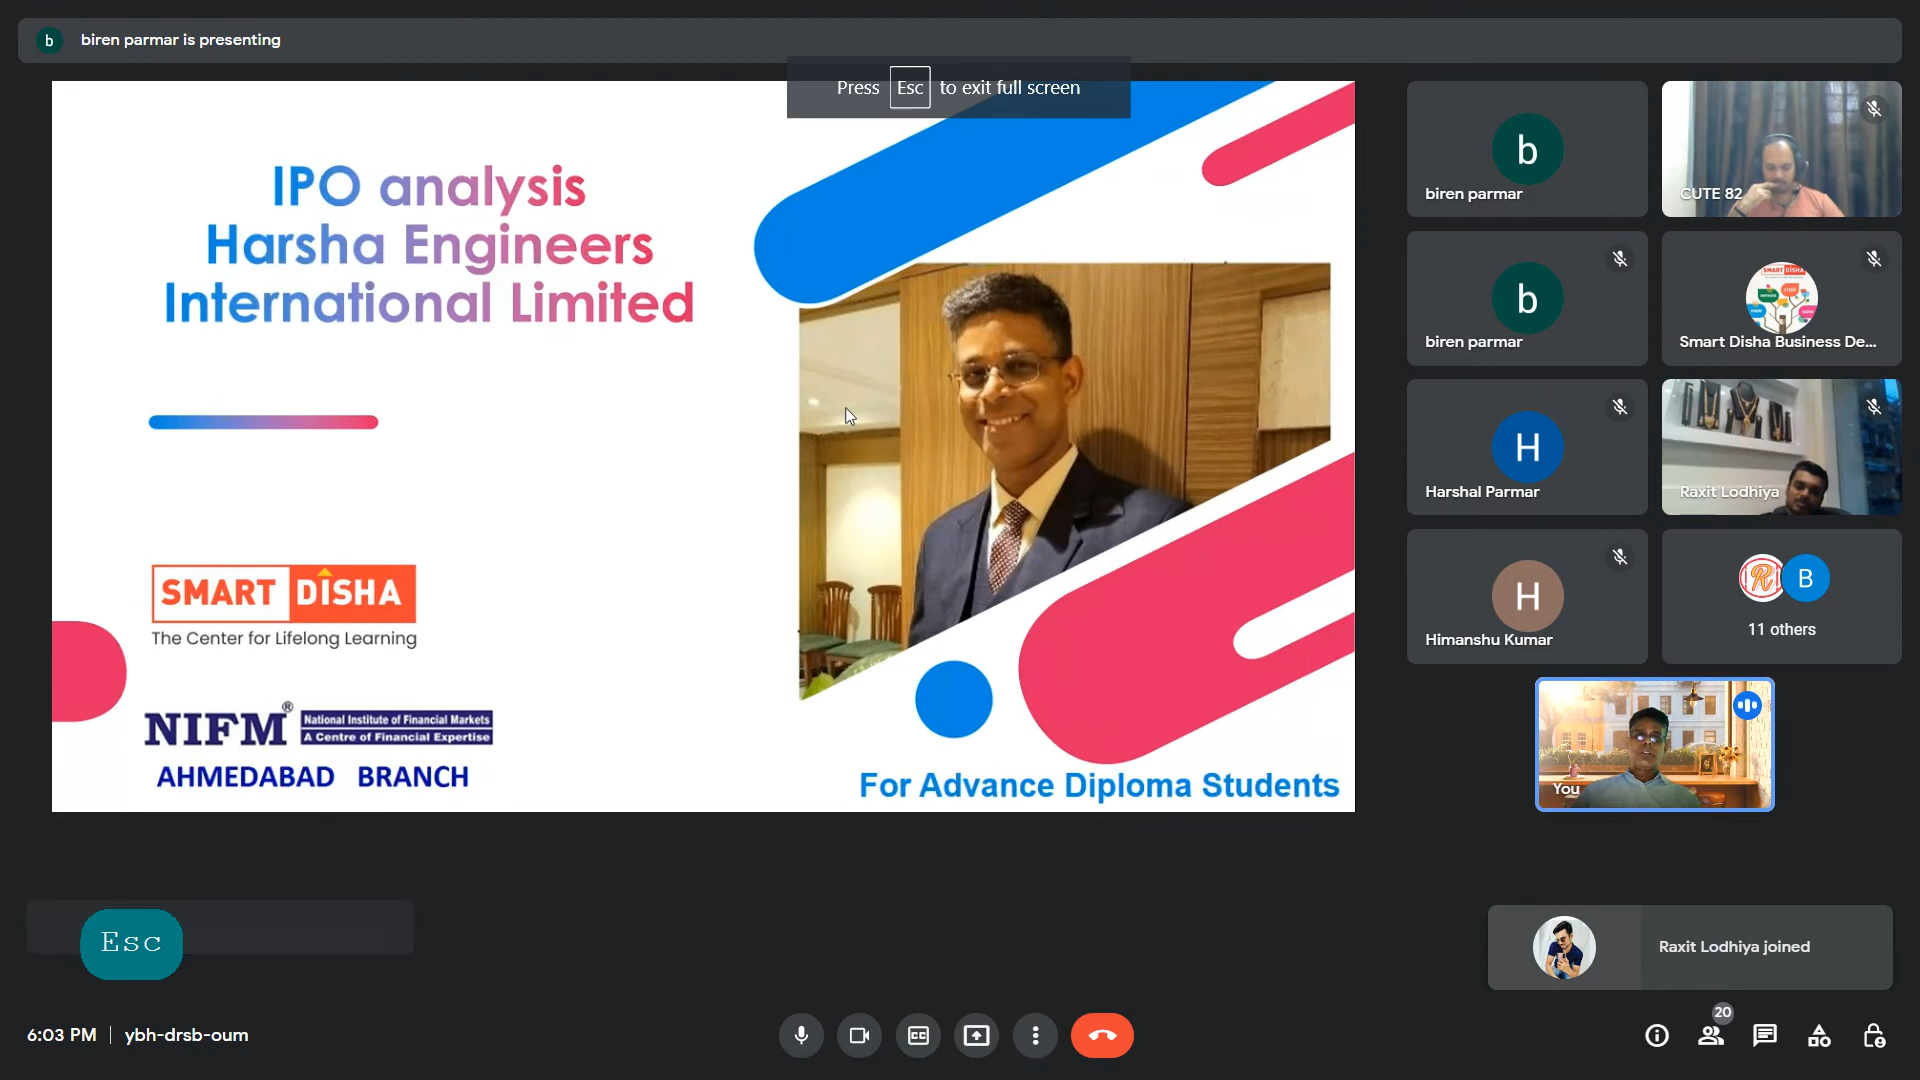 b biren parmar is presenting
Press Esc to exit full screen
IPO analysis
Harsha Engineers
International Limited
SMART DISHA
The Center for Lifelong Learning
NIFM® National Institute of Financial Markets
A Centre of Financial Expertise
AHMEDABAD BRANCH
For Advance Diploma Students
b
biren parmar
CUTE 82
b
biren parmar
SMART DISHA
Smart Disha Business De...
H
Harshal Parmar
Raxit Lodhiya
H
Himanshu Kumar
R B
11 others
You
Esc
Raxit Lodhiya joined
6:03 PM | ybh-drsb-oum
CC
20